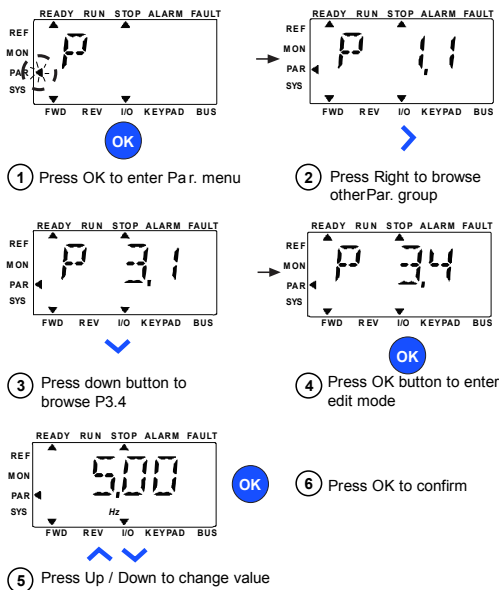 READY RUN STOP ALARM FAULT
REF
MON
PAR
SYS
P
FWD REV I/O KEYPAD BUS
OK
1 Press OK to enter Par. menu
READY RUN STOP ALARM FAULT
REF
MON
PAR
SYS
P 1,1
FWD REV I/O KEYPAD BUS
2 Press Right to browse
otherPar. group
READY RUN STOP ALARM FAULT
REF
MON
PAR
SYS
P 3,1
FWD REV I/O KEYPAD BUS
3 Press down button to
browse P3.4
READY RUN STOP ALARM FAULT
REF
MON
PAR
SYS
P 3,4
FWD REV I/O KEYPAD BUS
OK
4 Press OK button to enter
edit mode
READY RUN STOP ALARM FAULT
REF
MON
PAR
SYS
5,00
Hz
FWD REV I/O KEYPAD BUS
5 Press Up / Down to change value
OK
6 Press OK to confirm